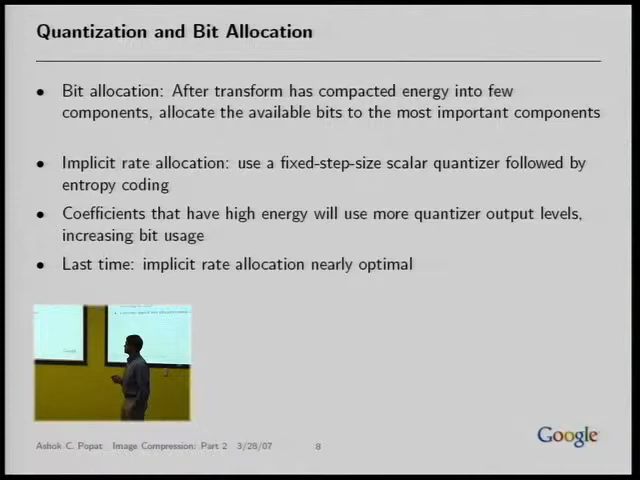 Quantization and Bit Allocation
• Bit allocation: After transform has compacted energy into few
components, allocate the available bits to the most important components
• Implicit rate allocation: use a fixed-step-size scalar quantizer followed by
entropy coding
• Coefficients that have high energy will use more quantizer output levels,
increasing bit usage
• Last time: implicit rate allocation nearly optimal
Ashok C. Popat Image Compression: Part 2 3/28/07 8
Google